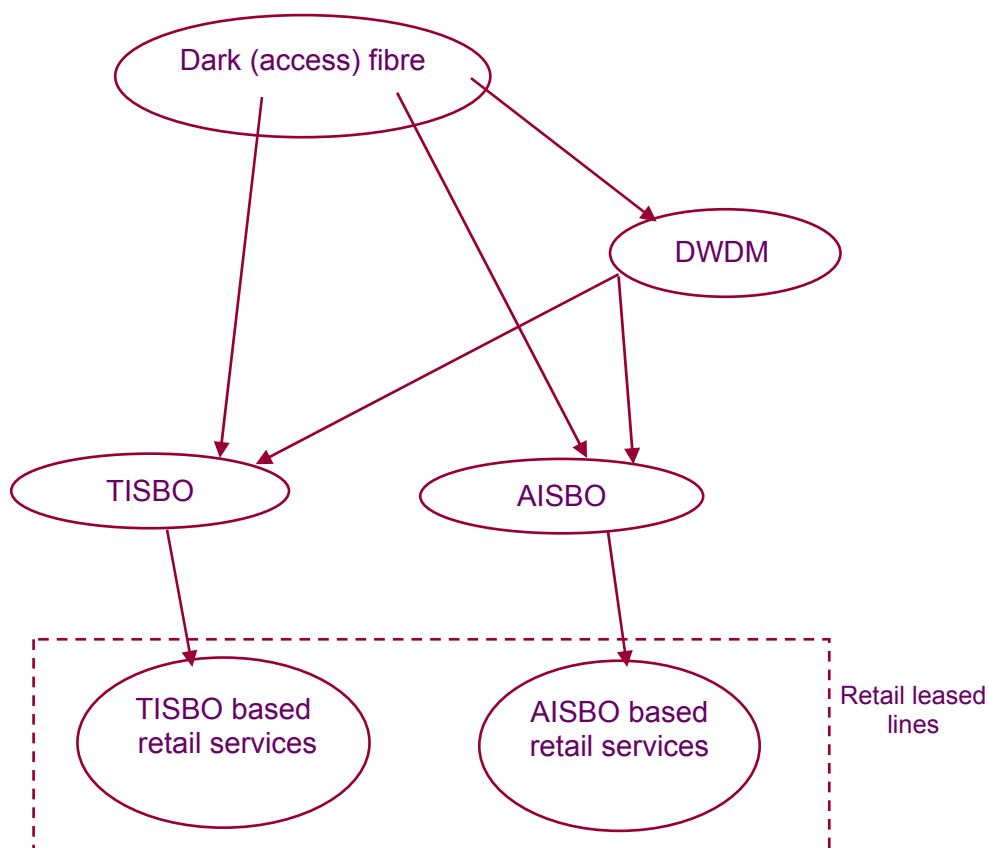 Dark (access) fibre
DWDM
TISBO
AISBO
TISBO based
retail services
AISBO based
retail services
Retail leased
lines